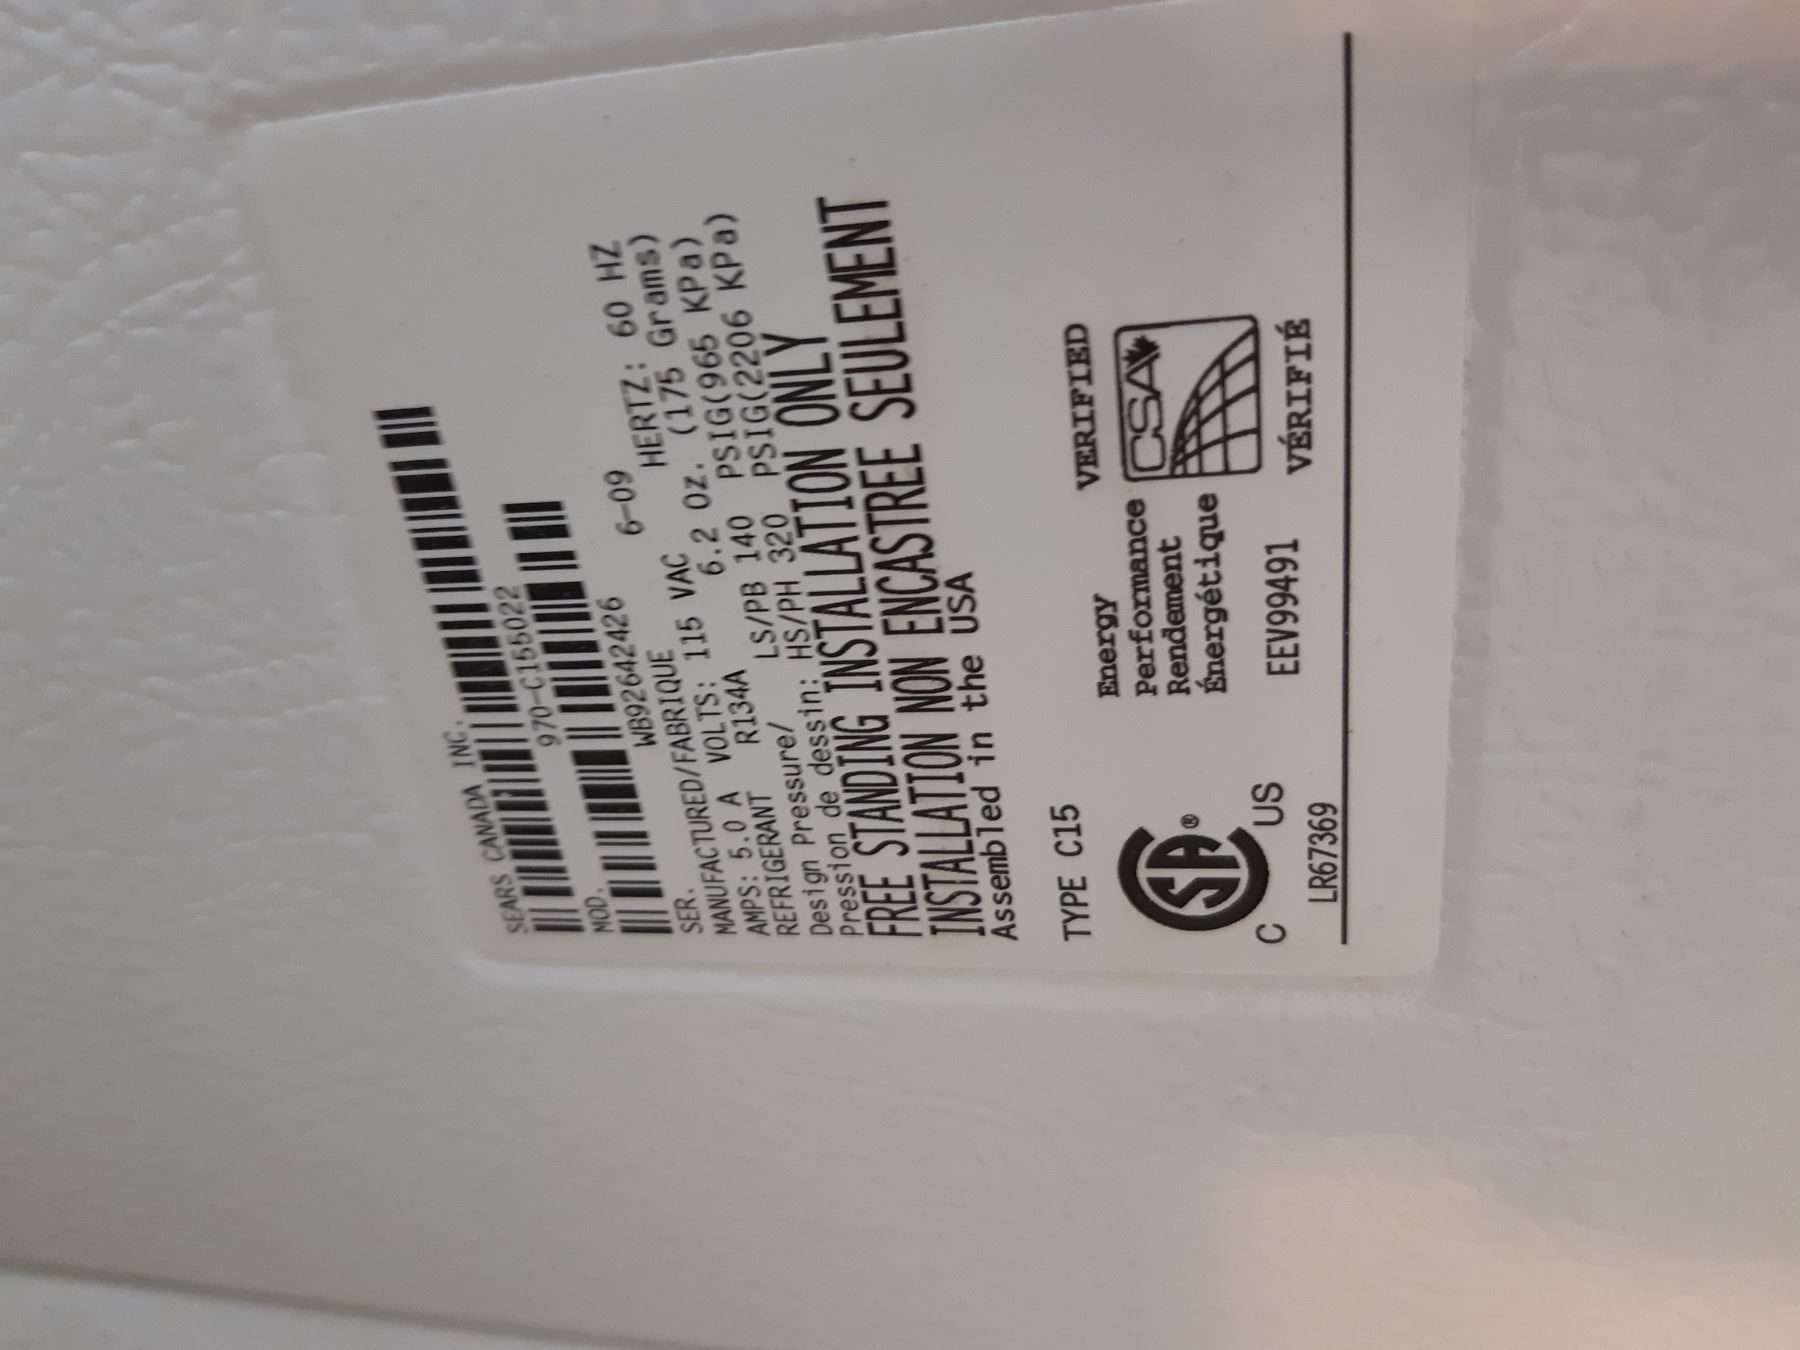 SEARS CANADA INC.
970-C155022
MOD.
WB92642426
SER.
MANUFACTURED/FABRIQUE 6-09
AMPS: 5.0 A VOLTS: 115 VAC HERTZ: 60 HZ
REFRIGERANT R134A 6.2 OZ. (175 Grams)
Design Pressure/ LS/PB 140 PSIG(965 KPa)
Pression de dessin: HS/PH 320 PSIG(2206 KPa)
FREE STANDING INSTALLATION ONLY
INSTALLATION NON ENCASTREE SEULEMENT
Assembled in the USA
TYPE C15
Energy
Performance
Rendement
Énergétique
VERIFIED
CSA
VÉRIFIÉ
EEV99491
SA ®
C US
LR67369